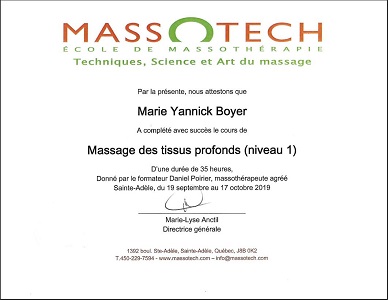 MASSOTECH
ÉCOLE DE MASSOTHÉRAPIE
Techniques, Science et Art du massage
Par la présente, nous attestons que
Marie Yannick Boyer
A complété avec succès le cours de
Massage des tissus profonds (niveau 1)
D'une durée de 35 heures,
Donné par le formateur Daniel Poirier, massothérapeute agréé
Sainte-Adèle, du 19 septembre au 17 octobre 2019
Marie-Lyse Anctil
Directrice générale
1392 boul. Ste-Adèle, Sainte-Adèle, Québec, J8B 0K2
T.450-229-7594 - www.massotech.com – info@massotech.com